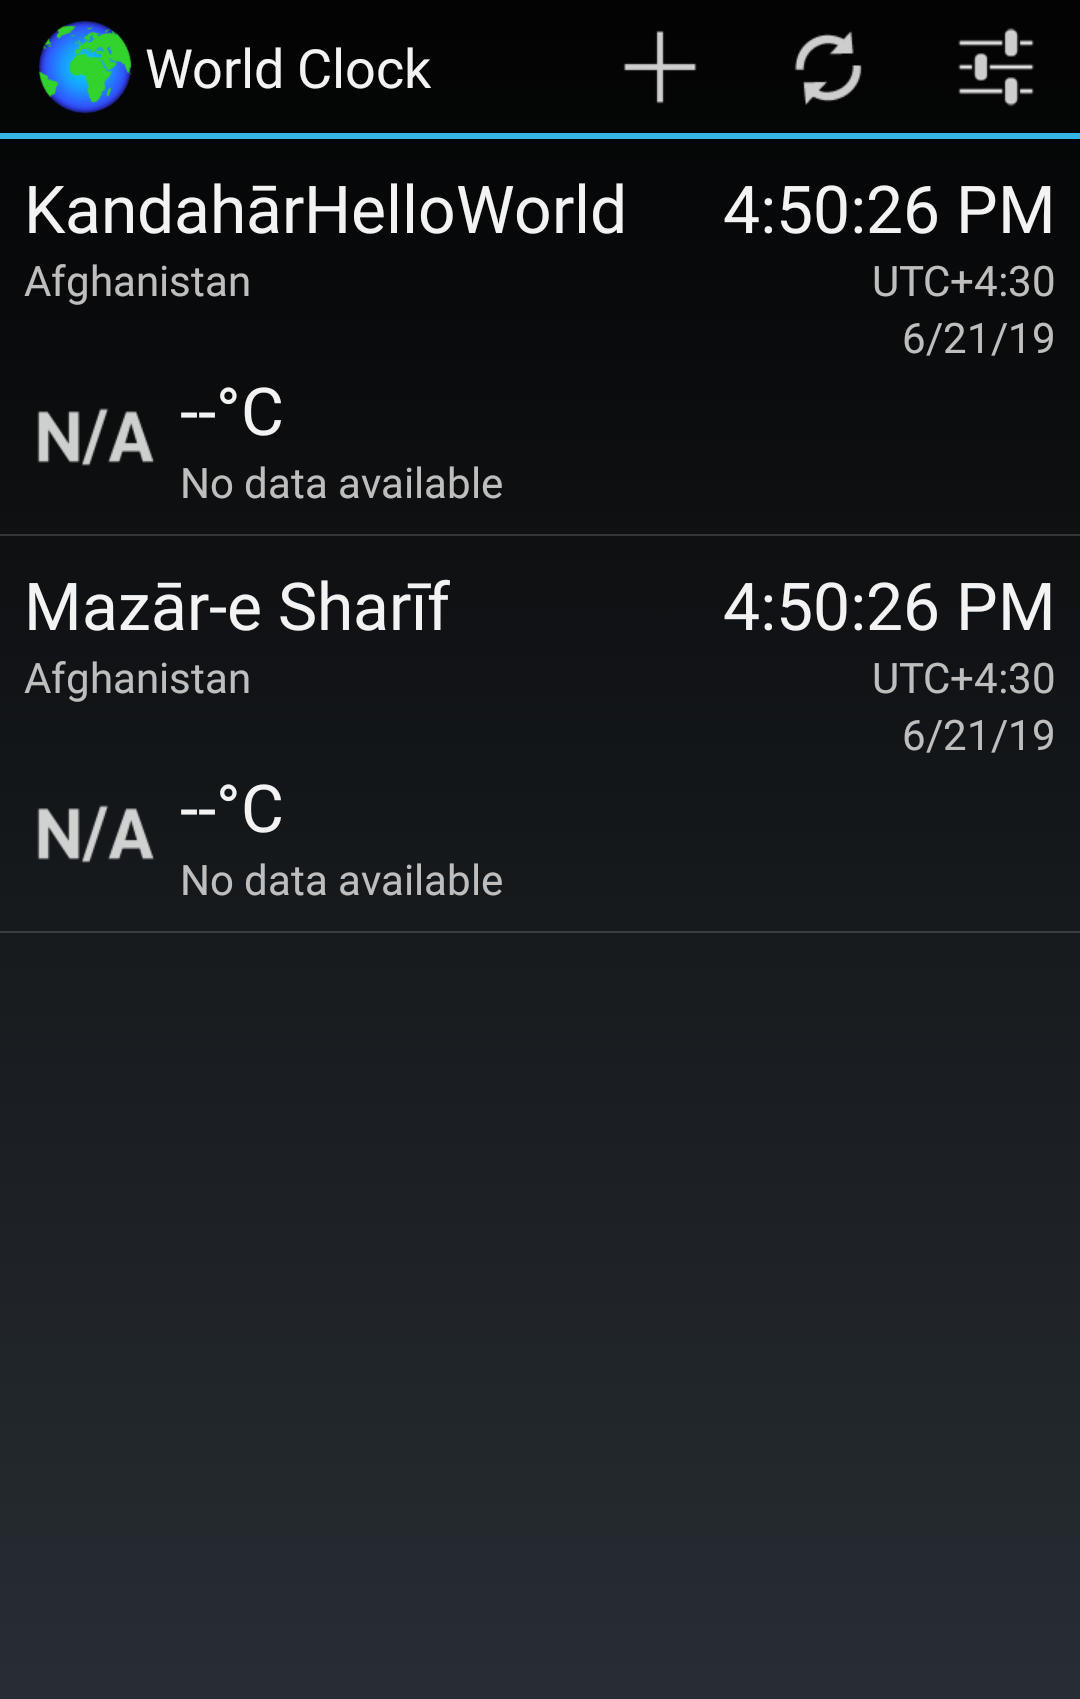 World Clock
KandahārHelloWorld 4:50:26 PM
Afghanistan UTC+4:30
6/21/19
N/A --°C
No data available
Mazār-e Sharīf 4:50:26 PM
Afghanistan UTC+4:30
6/21/19
N/A --°C
No data available